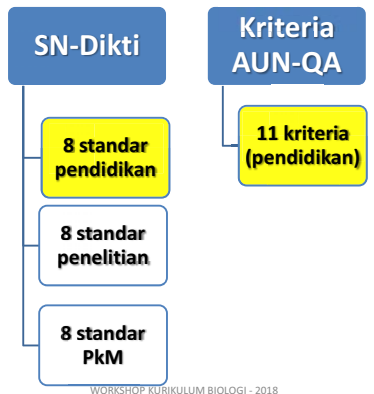 SN-Dikti
8 standar
pendidikan
8 standar
penelitian
8 standar
PkM
Kriteria
AUN-QA
11 kriteria
(pendidikan)
WORKSHOP KURIKULUM BIOLOGI - 2018